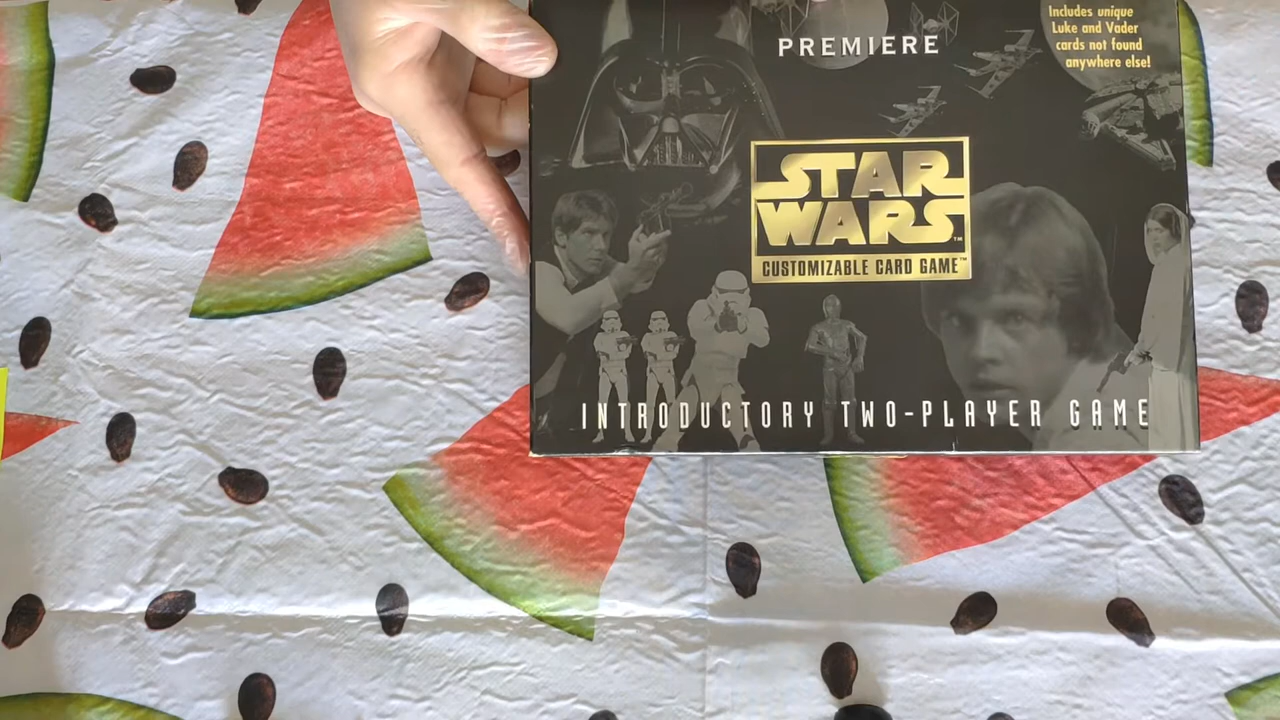 Includes unique
Luke and Vader
cards not found
anywhere else!
PREMIERE
STAR
WARS™
CUSTOMIZABLE CARD GAME™
INTRODUCTORY TWO-PLAYER GAME